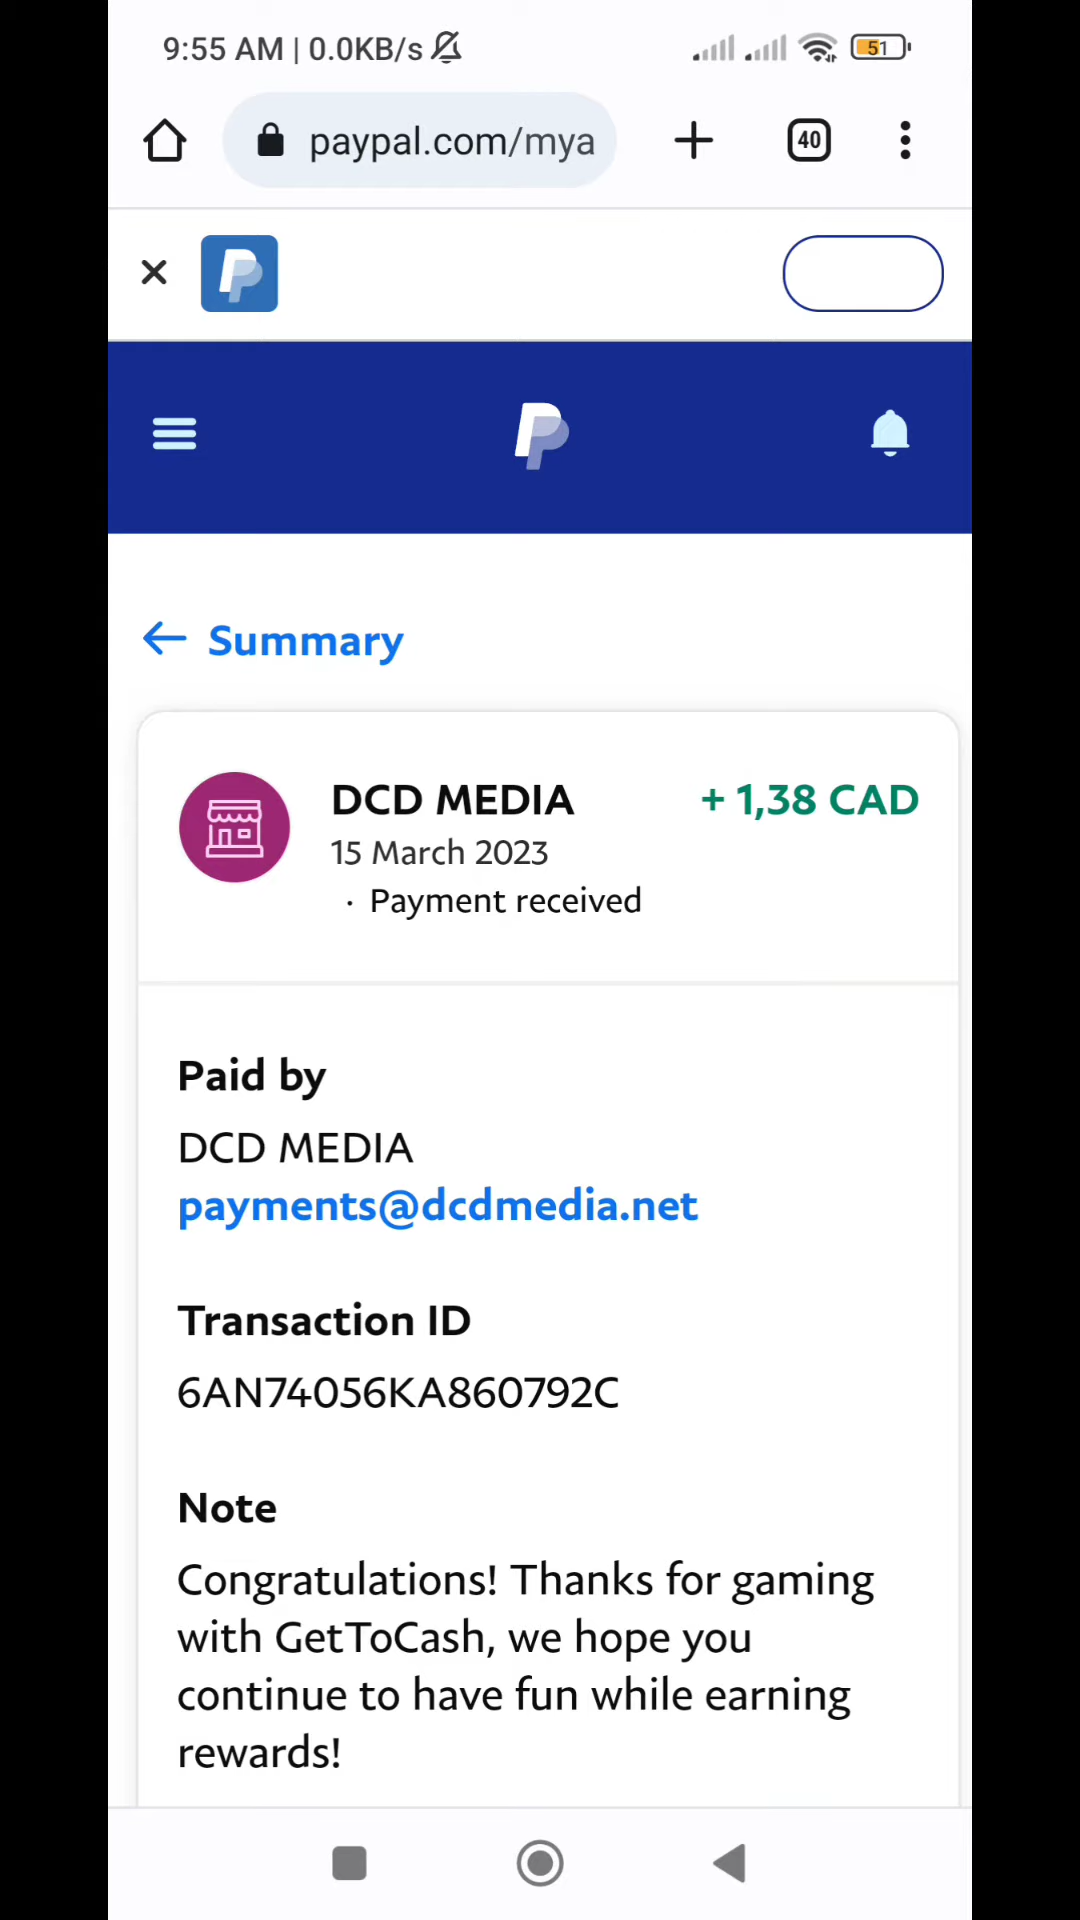 9:55 AM | 0.0KB/s 51
paypal.com/mya 40
Summary
DCD MEDIA + 1,38 CAD
15 March 2023
· Payment received
Paid by
DCD MEDIA
payments@dcdmedia.net
Transaction ID
6AN74056KA860792C
Note
Congratulations! Thanks for gaming
with GetToCash, we hope you
continue to have fun while earning
rewards!